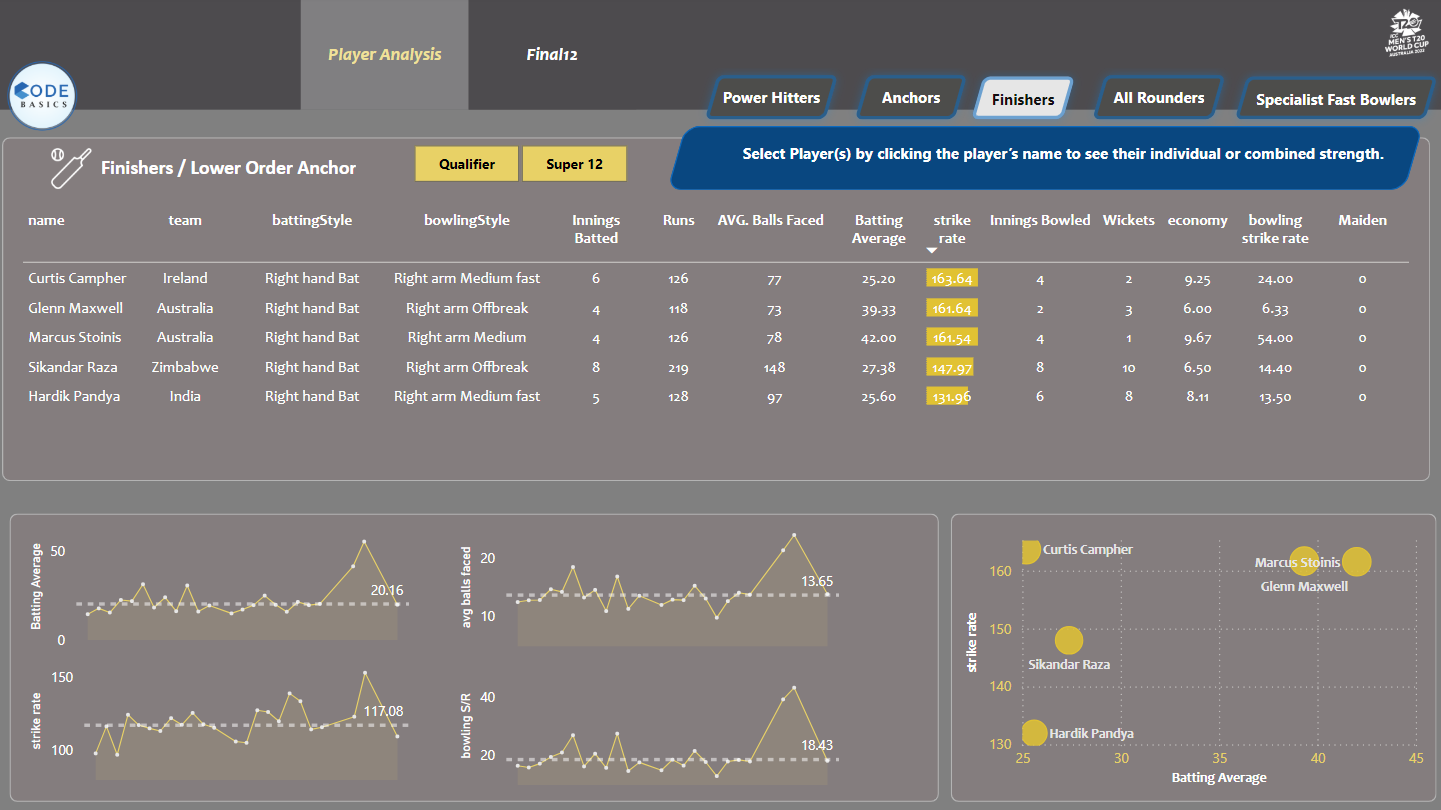 Player Analysis
Final12
ICC
MEN'S T20
WORLD CUP
AUSTRALIA 2022
CODE
BASICS
Power Hitters
Anchors
Finishers
All Rounders
Specialist Fast Bowlers
Finishers / Lower Order Anchor
Qualifier
Super 12
Select Player(s) by clicking the player's name to see their individual or combined strength.
name team battingStyle bowlingStyle Innings Batted Runs AVG. Balls Faced Batting Average strike rate Innings Bowled Wickets economy bowling strike rate Maiden
Curtis Campher Ireland Right hand Bat Right arm Medium fast 6 126 77 25.20 163.64 4 2 9.25 24.00 0
Glenn Maxwell Australia Right hand Bat Right arm Offbreak 4 118 73 39.33 161.64 2 3 6.00 6.33 0
Marcus Stoinis Australia Right hand Bat Right arm Medium 4 126 78 42.00 161.54 4 1 9.67 54.00 0
Sikandar Raza Zimbabwe Right hand Bat Right arm Offbreak 8 219 148 27.38 147.97 8 10 6.50 14.40 0
Hardik Pandya India Right hand Bat Right arm Medium fast 5 128 97 25.60 131.96 6 8 8.11 13.50 0
Batting Average
50
0
20.16
avg balls faced
20
10
13.65
strike rate
150
100
117.08
bowling S/R
40
20
18.43
strike rate
160
150
140
130
Curtis Campher
Marcus Stoinis
Glenn Maxwell
Sikandar Raza
Hardik Pandya
25 30 35 40 45
Batting Average